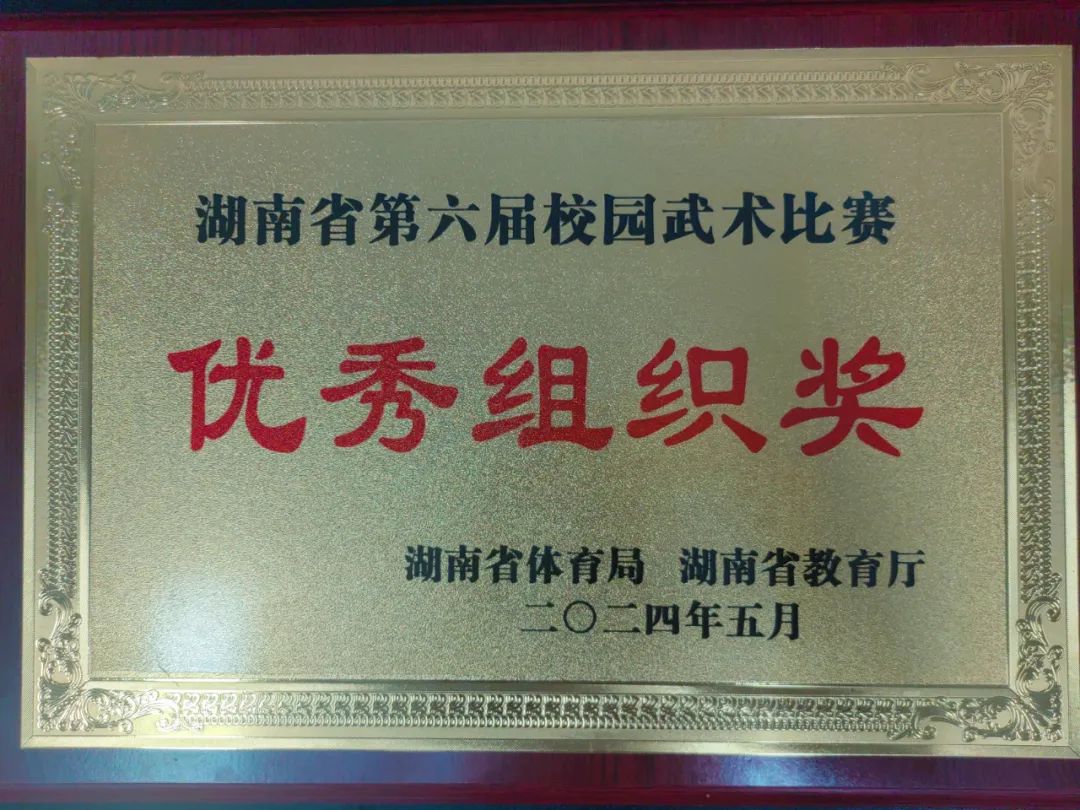 湖南省第六届校园武术比赛
优秀组织奖
湖南省体育局 湖南省教育厅
二〇二四年五月